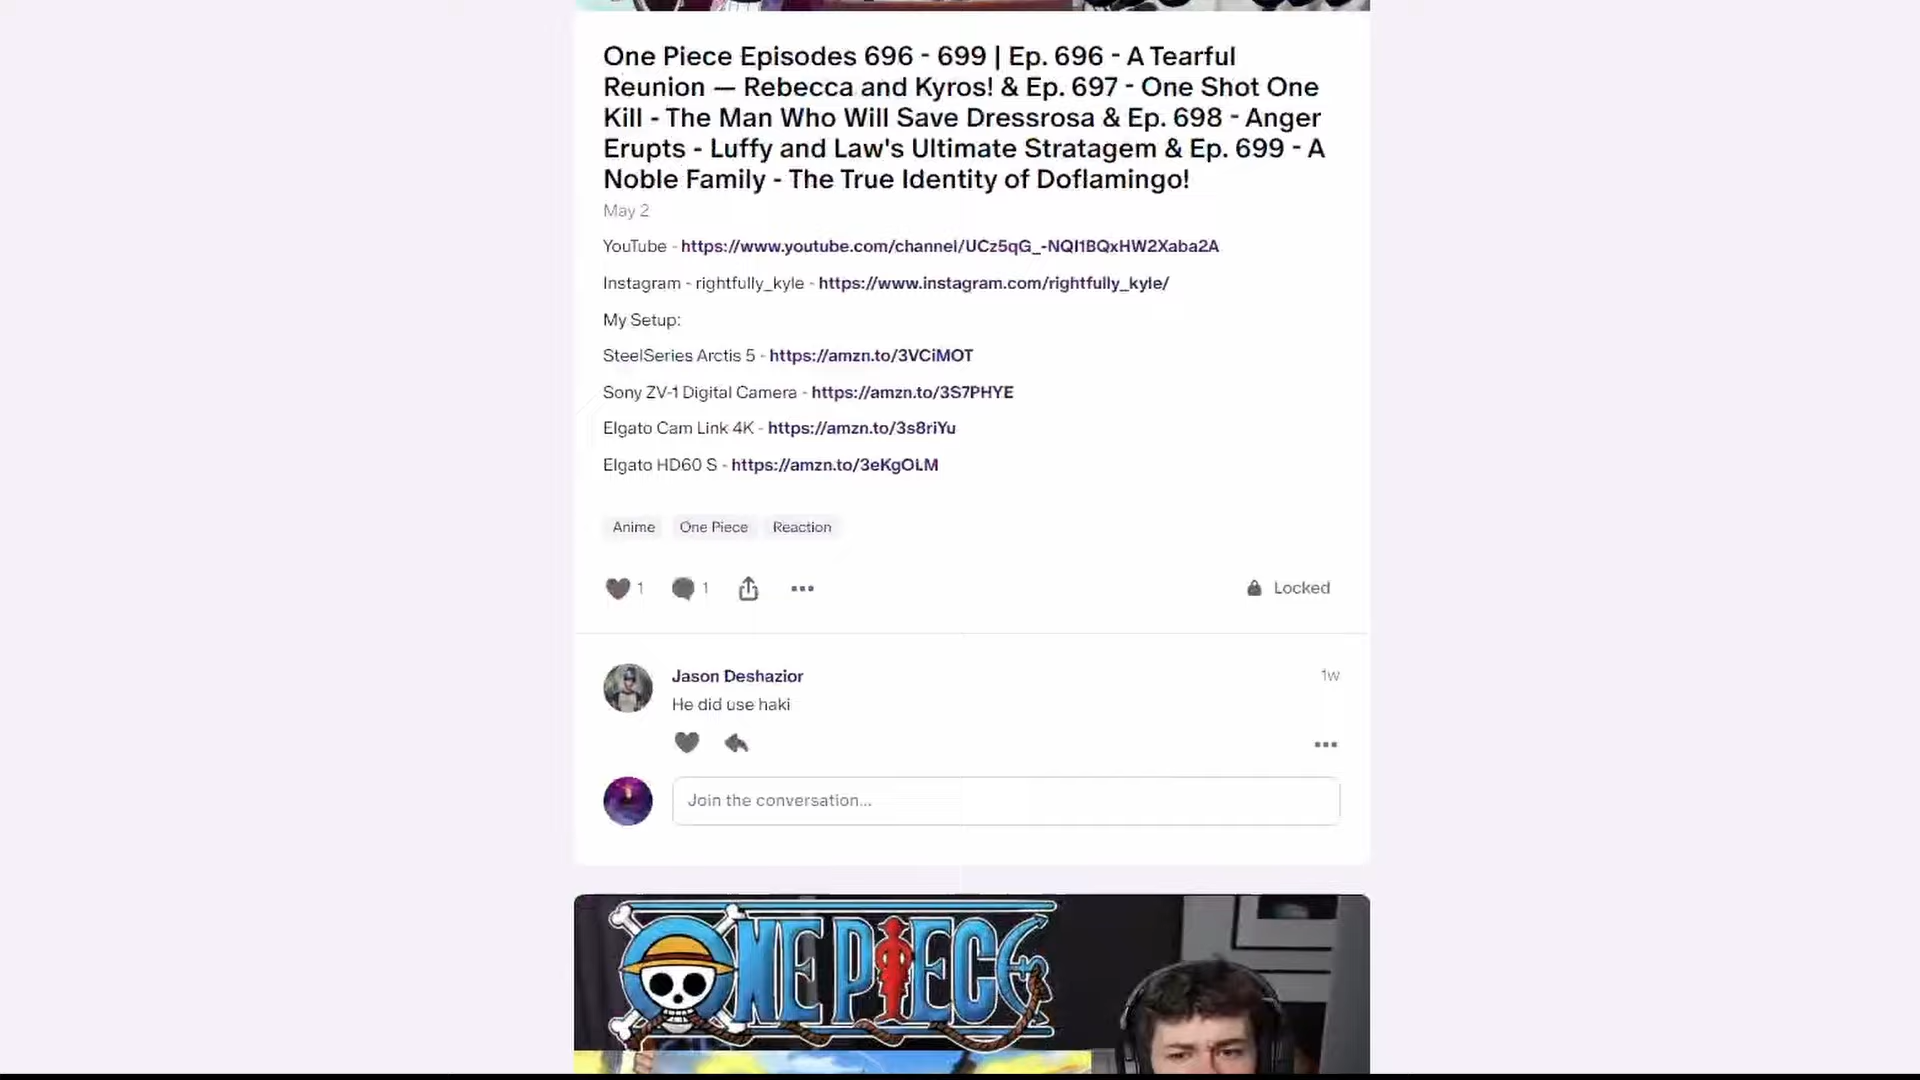 One Piece Episodes 696 - 699 | Ep. 696 - A Tearful
Reunion — Rebecca and Kyros! & Ep. 697 - One Shot One
Kill - The Man Who Will Save Dressrosa & Ep. 698 - Anger
Erupts - Luffy and Law's Ultimate Stratagem & Ep. 699 - A
Noble Family - The True Identity of Doflamingo!
May 2
YouTube - https://www.youtube.com/channel/UCz5qG_-NQI1BQxHW2Xaba2A
Instagram - rightfully_kyle - https://www.instagram.com/rightfully_kyle/
My Setup:
SteelSeries Arctis 5 - https://amzn.to/3VCiMOT
Sony ZV-1 Digital Camera - https://amzn.to/3S7PHYE
Elgato Cam Link 4K - https://amzn.to/3s8riYu
Elgato HD60 S - https://amzn.to/3eKgOLM
Anime One Piece Reaction
1 1 Locked
Jason Deshazior 1w
He did use haki
Join the conversation...
ONE PIECE